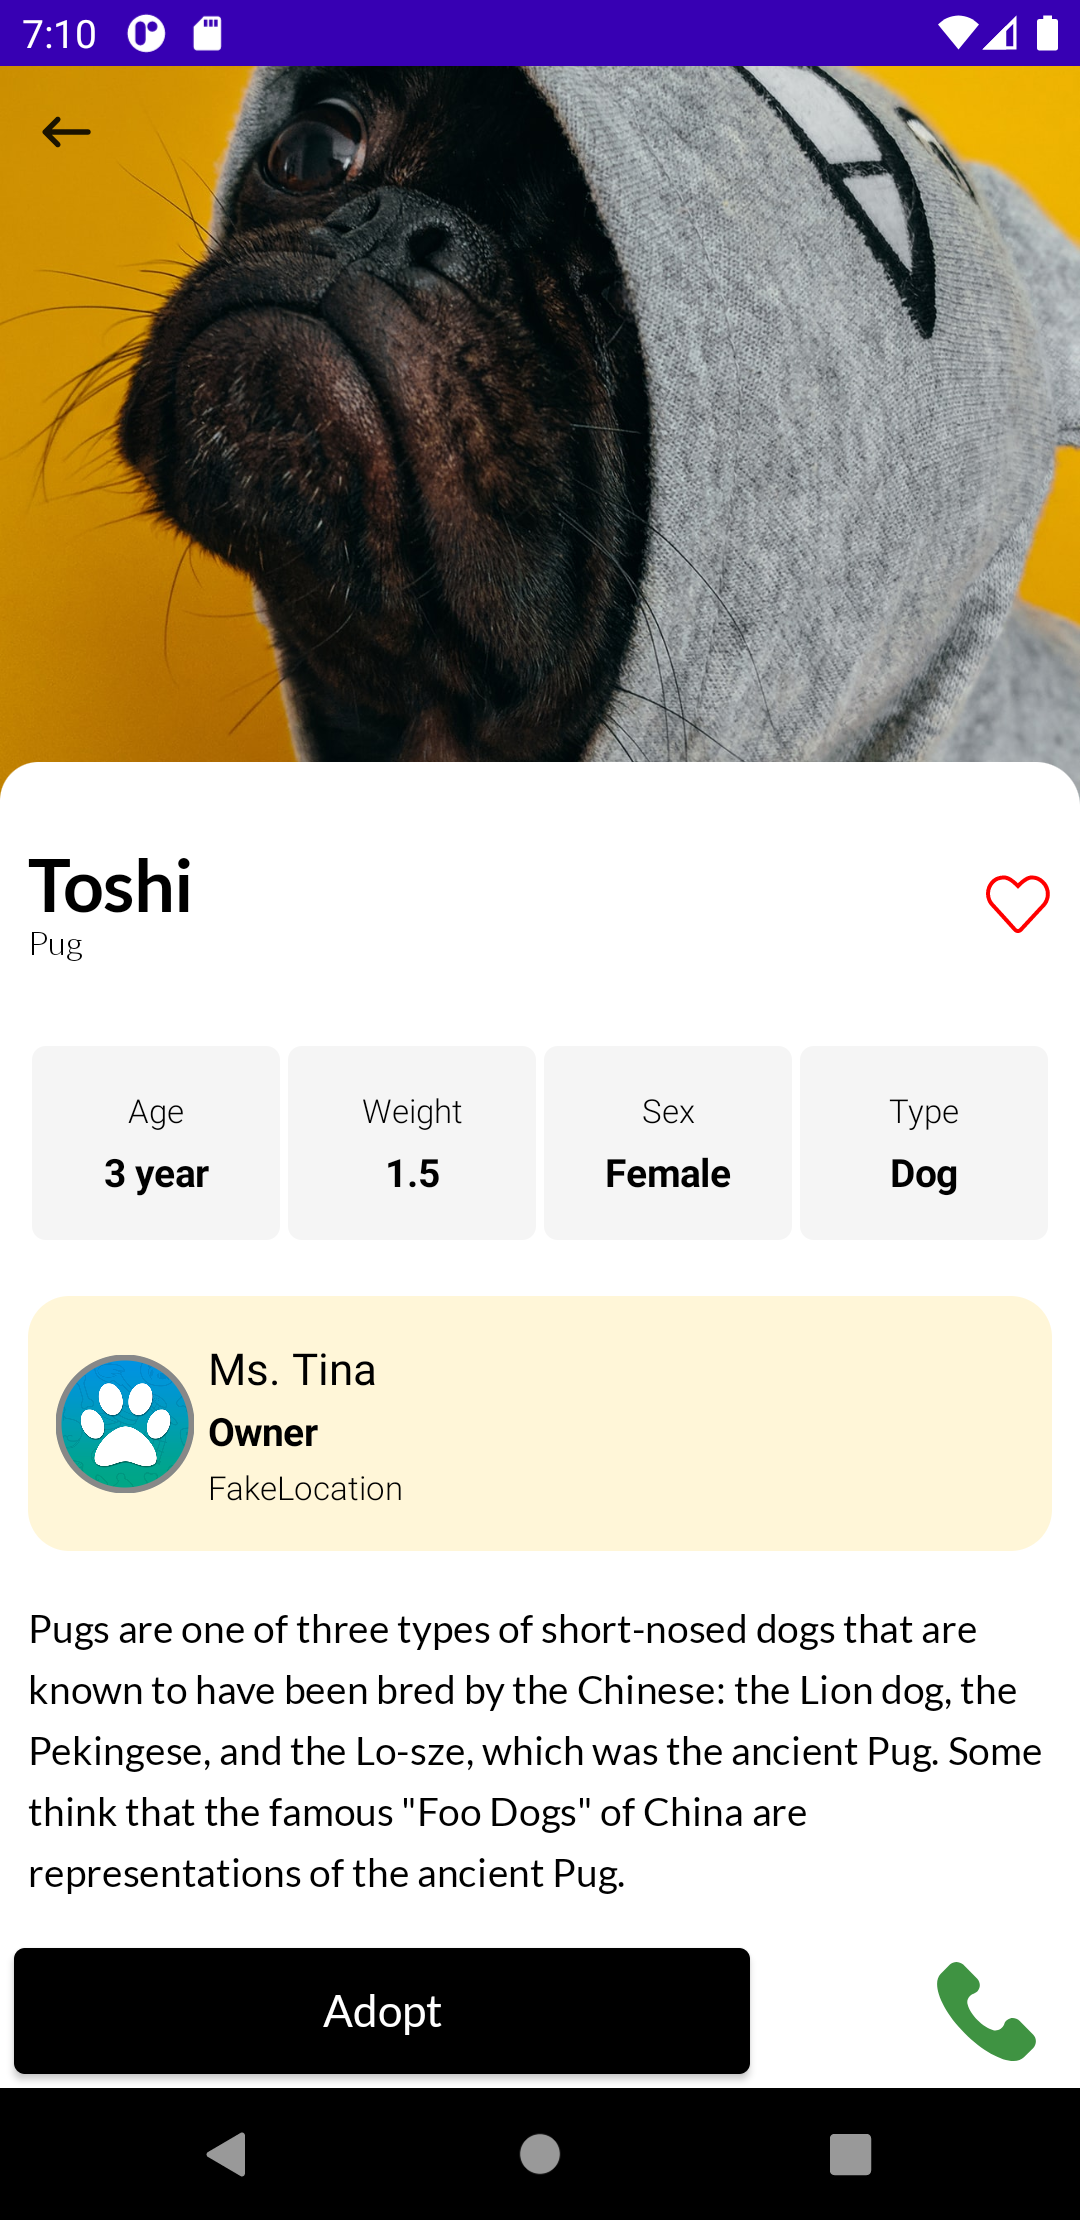 7:10
Toshi
Pug
Age
3 year
Weight
1.5
Sex
Female
Type
Dog
Ms. Tina
Owner
FakeLocation
Pugs are one of three types of short-nosed dogs that are
known to have been bred by the Chinese: the Lion dog, the
Pekingese, and the Lo-sze, which was the ancient Pug. Some
think that the famous "Foo Dogs" of China are
representations of the ancient Pug.
Adopt